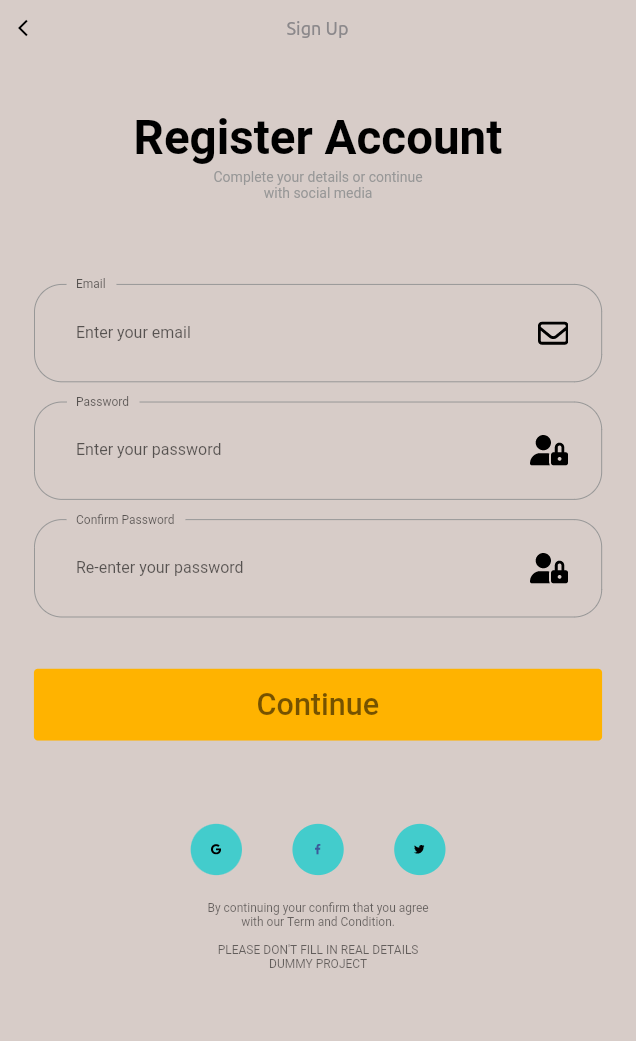 Sign Up
Register Account
Complete your details or continue
with social media
Email
Enter your email
Password
Enter your password
Confirm Password
Re-enter your password
Continue
By continuing your confirm that you agree
with our Term and Condition.
PLEASE DON'T FILL IN REAL DETAILS
DUMMY PROJECT